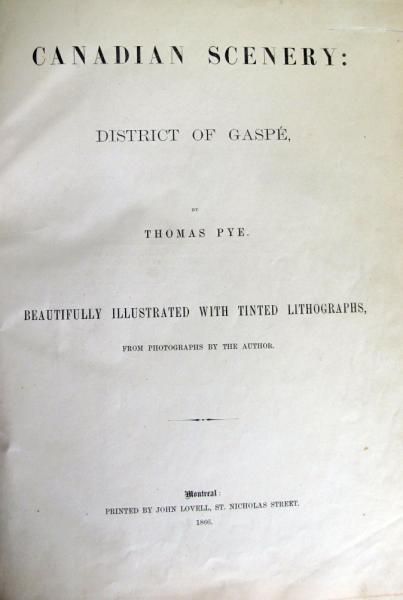 CANADIAN SCENERY:
DISTRICT OF GASPÉ,
BY
THOMAS PYE.
BEAUTIFULLY ILLUSTRATED WITH TINTED LITHOGRAPHS,
FROM PHOTOGRAPHS BY THE AUTHOR.
Montreal:
PRINTED BY JOHN LOVELL, ST. NICHOLAS STREET.
1866.